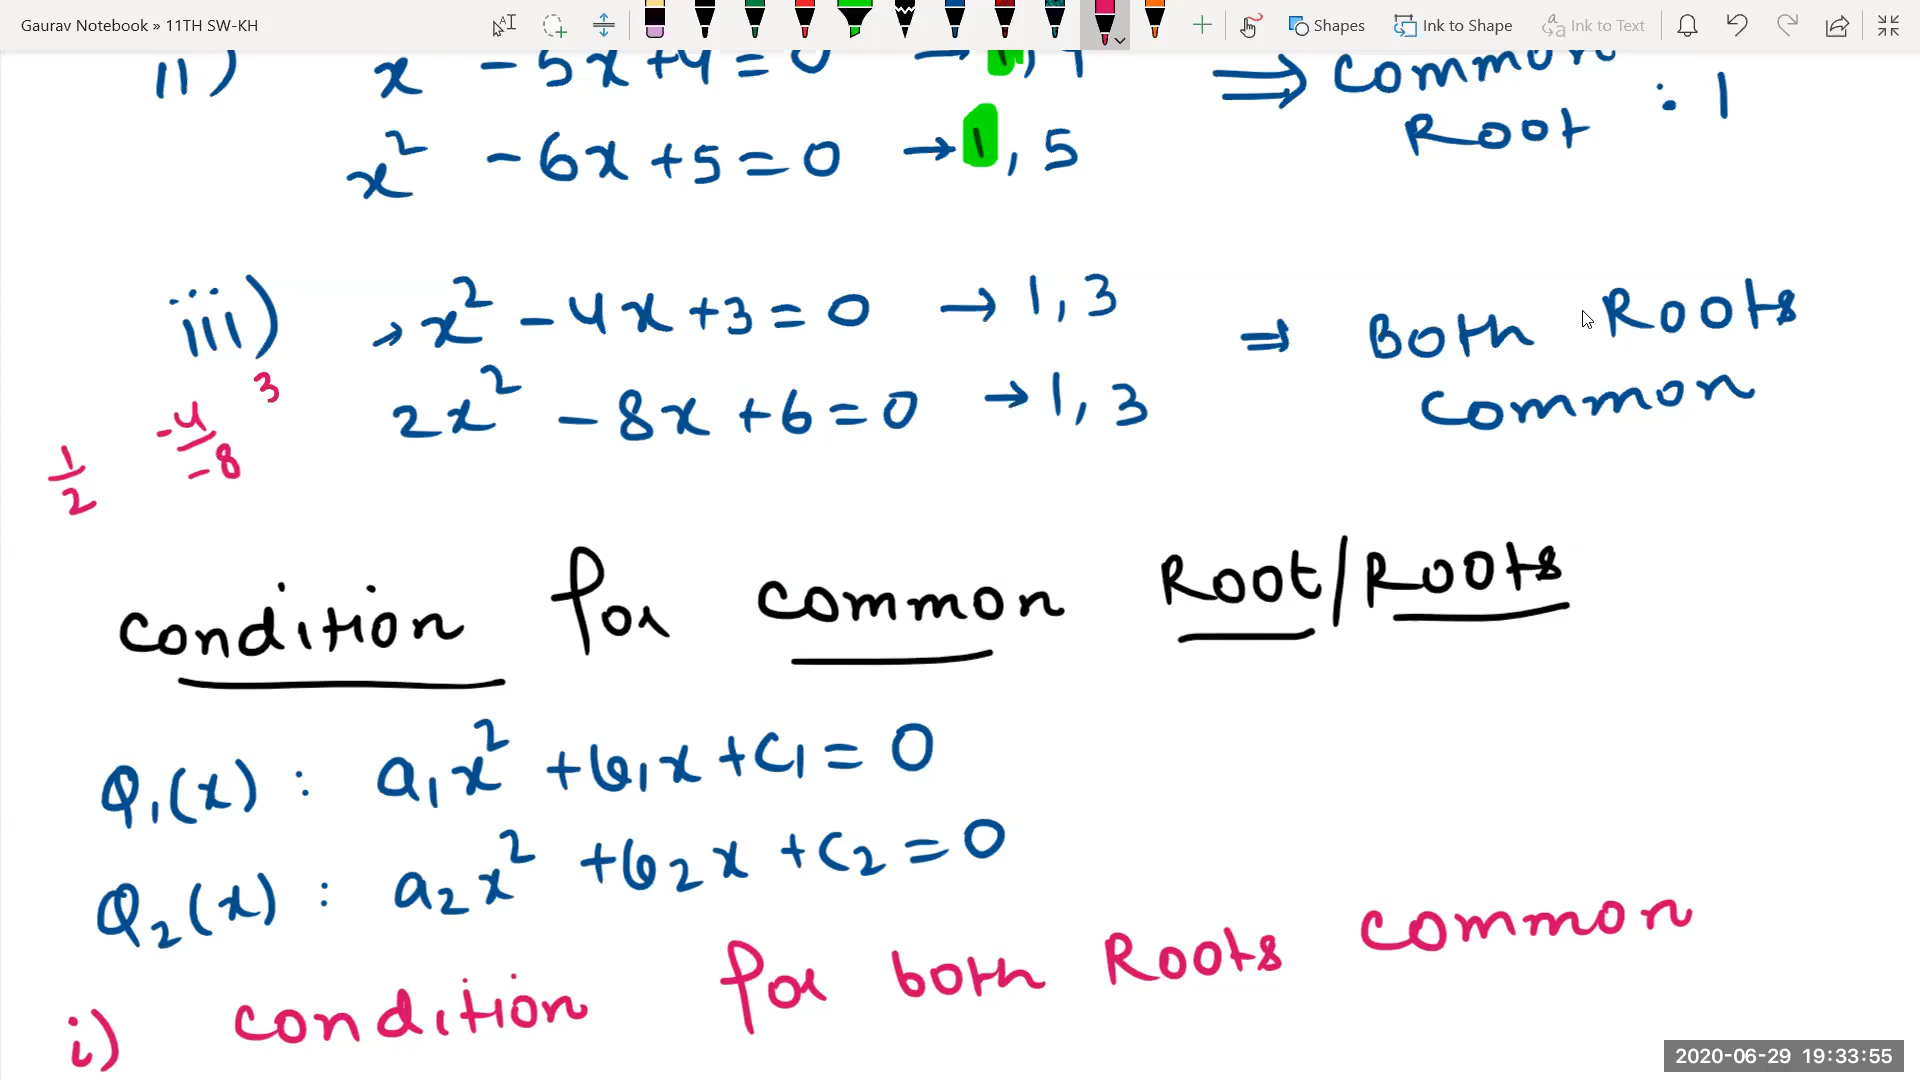 Gaurav Notebook » 11TH SW-KH
Shapes
Ink to Shape
Ink to Text
ii) x - 5x + 4 = 0 → 1, 4 ⇒ Common
x² - 6x + 5 = 0 → 1, 5 Root : 1
iii) → x² - 4x + 3 = 0 → 1, 3 ⇒ Both Roots
2x² - 8x + 6 = 0 → 1, 3 Common
1/2 -4/-8 3
Condition for common Root/Roots
Q₁(x) : a₁x² + b₁x + c₁ = 0
Q₂(x) : a₂x² + b₂x + c₂ = 0
i) Condition for both Roots common
2020-06-29 19:33:55